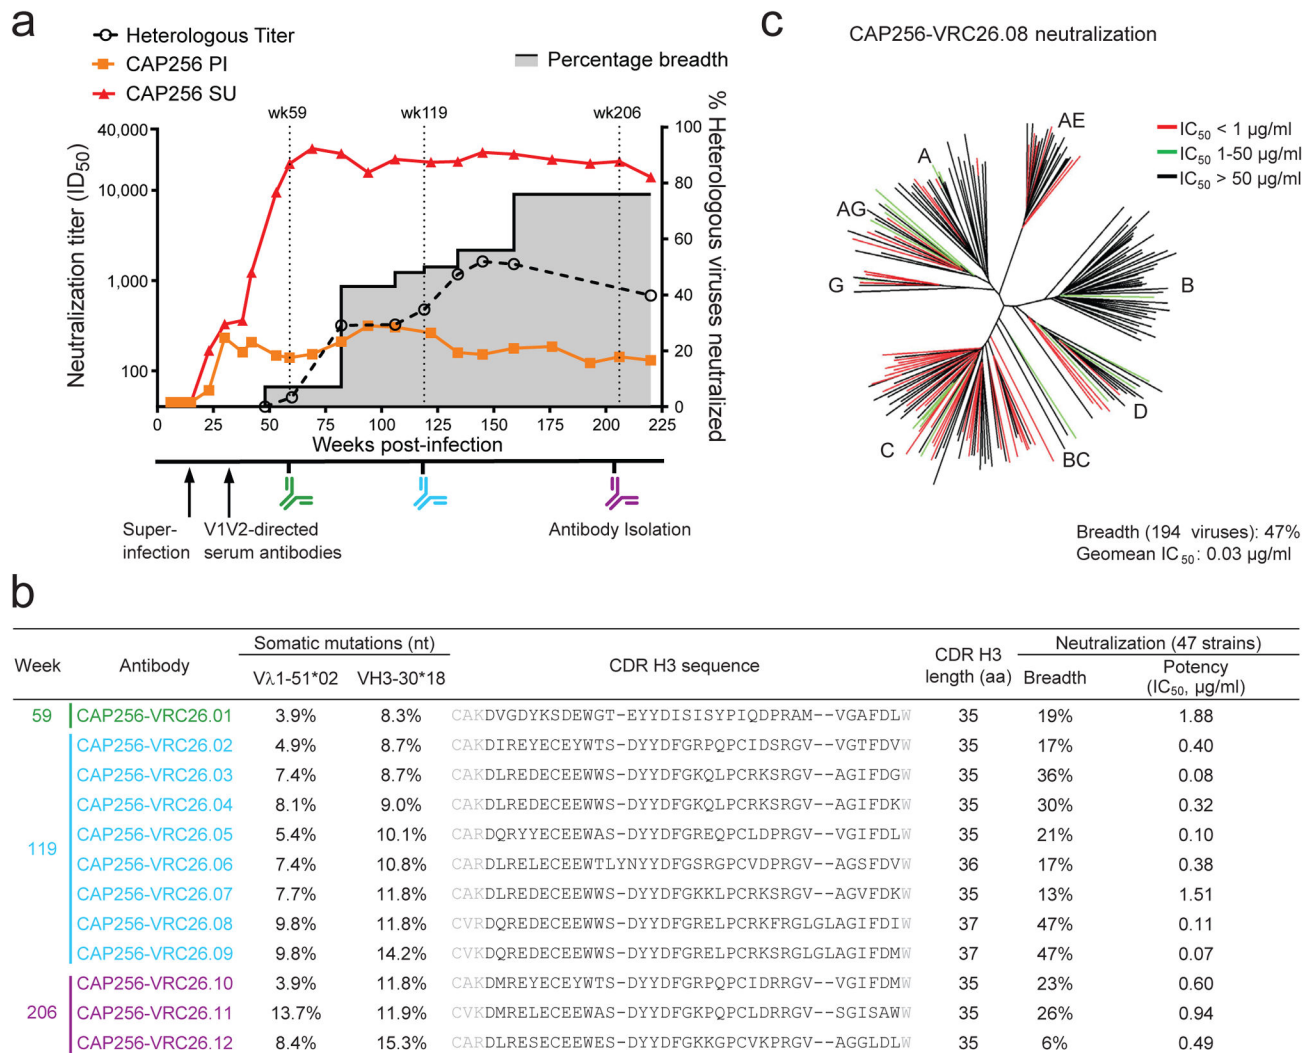 a
Heterologous Titer
CAP256 PI
CAP256 SU
Percentage breadth
wk59 wk119 wk206
Neutralization titer (ID50)
40,000
10,000
1,000
100
% Heterologous viruses neutralized
100
80
60
40
20
0
0 25 50 75 100 125 150 175 200 225
Weeks post-infection
Super-infection
V1V2-directed serum antibodies
Antibody Isolation
c
CAP256-VRC26.08 neutralization
IC50 < 1 µg/ml
IC50 1-50 µg/ml
IC50 > 50 µg/ml
AE
A
AG
G
B
D
BC
C
Breadth (194 viruses): 47%
Geomean IC50: 0.03 µg/ml
b
Week Antibody Somatic mutations (nt) CDR H3 sequence CDR H3 length (aa) Neutralization (47 strains)
Vλ1-51*02 VH3-30*18 Breadth Potency (IC50, µg/ml)
59 CAP256-VRC26.01 3.9% 8.3% CAKDVGDYKSDEWGT-EYYDISISYPIQDPRAM--VGAFDLW 35 19% 1.88
119
CAP256-VRC26.02 4.9% 8.7% CAKDIREYECEYWTS-DYYDFGRPQPCIDSRGV--VGTFDVW 35 17% 0.40
CAP256-VRC26.03 7.4% 8.7% CAKDLREDECEEWWS-DYYDFGKQLPCRKSRGV--AGIFDGW 35 36% 0.08
CAP256-VRC26.04 8.1% 9.0% CAKDLREDECEEWWS-DYYDFGKQLPCRKSRGV--AGIFDKW 35 30% 0.32
CAP256-VRC26.05 5.4% 10.1% CARDQRYYECEEWAS-DYYDFGREQPCLDPRGV--VGIFDLW 35 21% 0.10
CAP256-VRC26.06 7.4% 10.8% CARDLRELECEEWTLYNYYDFGSRGPCVDPRGV--AGSFDVW 36 17% 0.38
CAP256-VRC26.07 7.7% 11.8% CAKDLREDECEEWWS-DYYDFGKKLPCRKSRGV--AGVFDKW 35 13% 1.51
CAP256-VRC26.08 9.8% 11.8% CVRDQREDECEEWWS-DYYDFGRELPCRKFRGLGLAGIFDIW 37 47% 0.11
CAP256-VRC26.09 9.8% 14.2% CVKDQREDECEEWWS-DYYDFGRELPCRKSRGLGLAGIFDMW 37 47% 0.07
206
CAP256-VRC26.10 3.9% 11.8% CAKDMREYECEYWTS-DYYDFGRPQPCIDTRDV--VGIFDMW 35 23% 0.60
CAP256-VRC26.11 13.7% 11.9% CVKDMRELECEEWAS-DYYDFGKPQPCLDRRGV--SGISAWW 35 26% 0.94
CAP256-VRC26.12 8.4% 15.3% CARDLRESECEEWES-DYYDFGKKGPCVKPRGV--AGGLDLW 35 6% 0.49